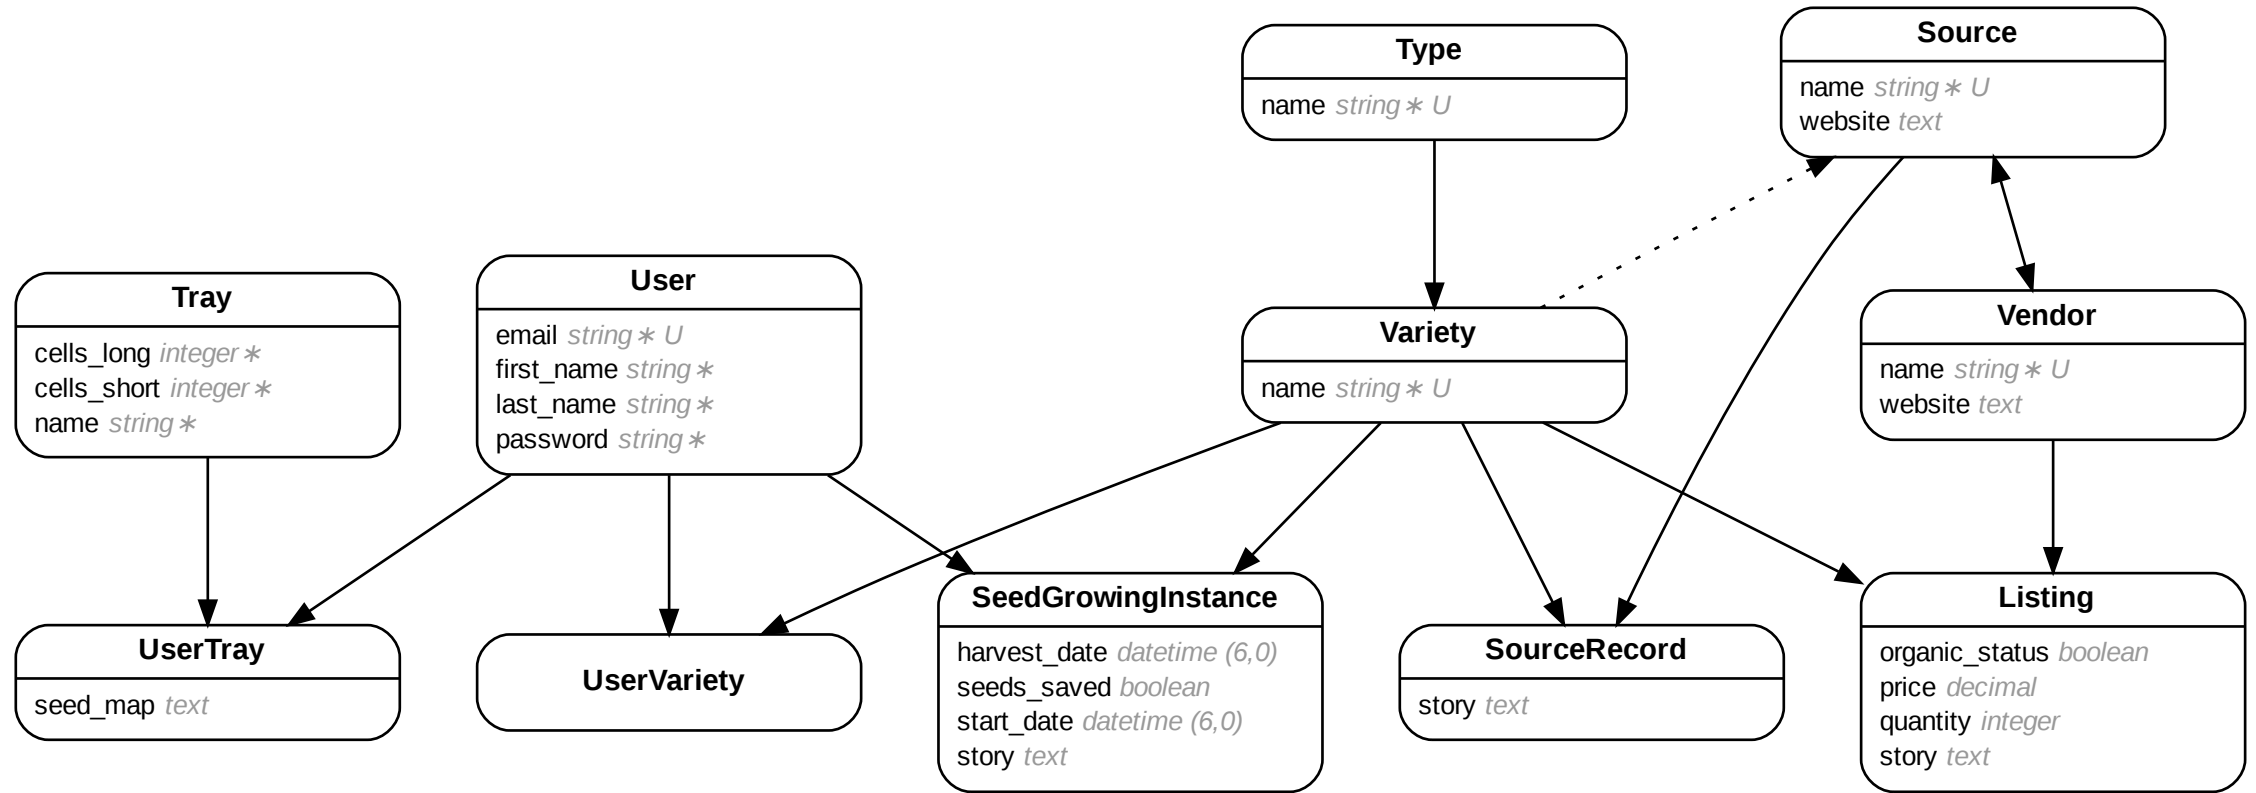 Type
name string∗ U
Source
name string∗ U
website text
Tray
cells_long integer∗
cells_short integer∗
name string∗
User
email string∗ U
first_name string∗
last_name string∗
password string∗
Variety
name string∗ U
Vendor
name string∗ U
website text
UserTray
seed_map text
UserVariety
SeedGrowingInstance
harvest_date datetime (6,0)
seeds_saved boolean
start_date datetime (6,0)
story text
SourceRecord
story text
Listing
organic_status boolean
price decimal
quantity integer
story text